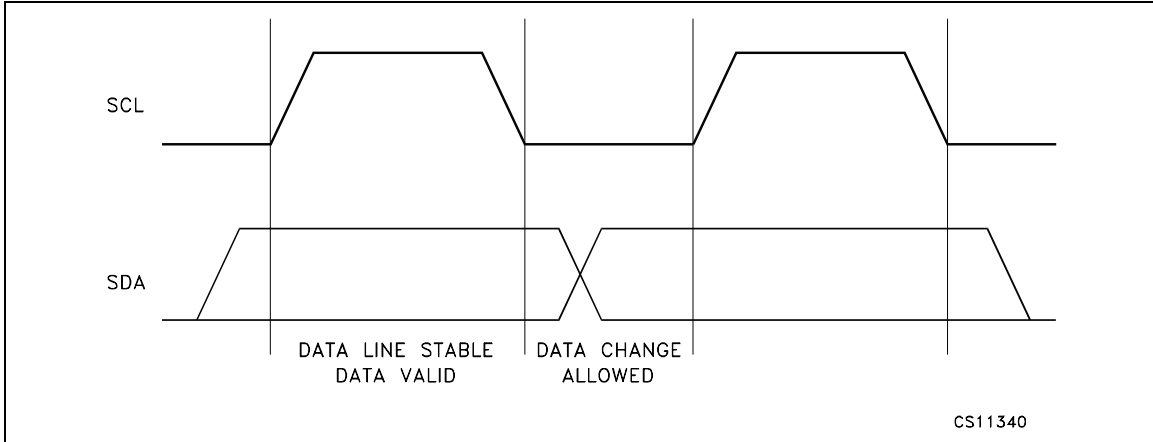 SCL
SDA
DATA LINE STABLE
DATA VALID
DATA CHANGE
ALLOWED
CS11340